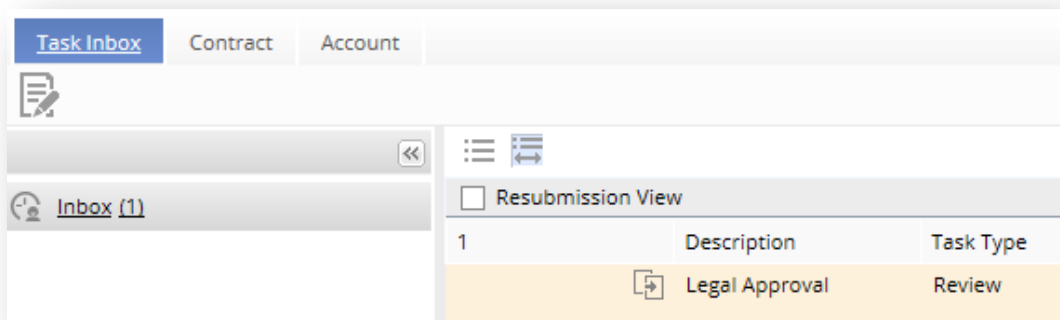 Task Inbox Contract Account
Inbox (1)
Resubmission View
1 Description Task Type
Legal Approval Review